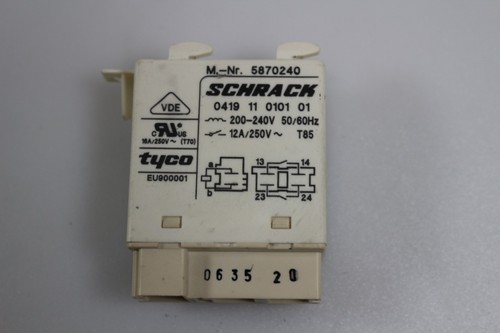 M.-Nr. 5870240
SCHRACK
0419 11 0101 01
200-240V 50/60Hz
12A/250V~ T85
VDE
RU US
16A/250V~ (T70)
tyco
EU900001
a
b
13 14
23 24
0635 20